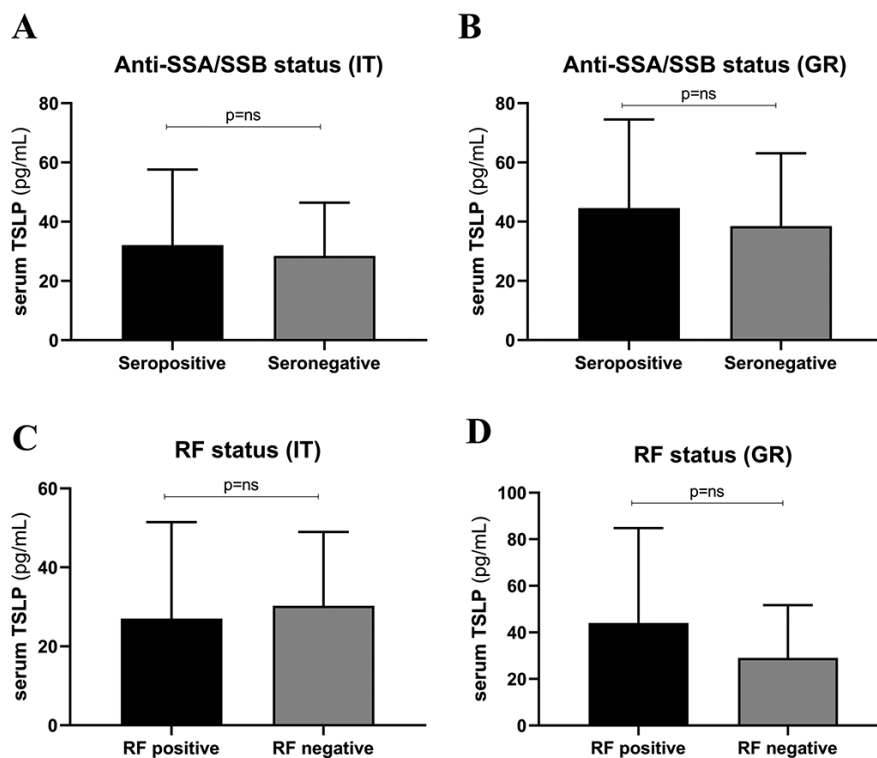 A
Anti-SSA/SSB status (IT)
p=ns
serum TSLP (pg/mL)
80
60
40
20
0
Seropositive Seronegative
B
Anti-SSA/SSB status (GR)
p=ns
serum TSLP (pg/mL)
80
60
40
20
0
Seropositive Seronegative
C
RF status (IT)
p=ns
serum TSLP (pg/mL)
60
40
20
0
RF positive RF negative
D
RF status (GR)
p=ns
serum TSLP (pg/mL)
100
80
60
40
20
0
RF positive RF negative